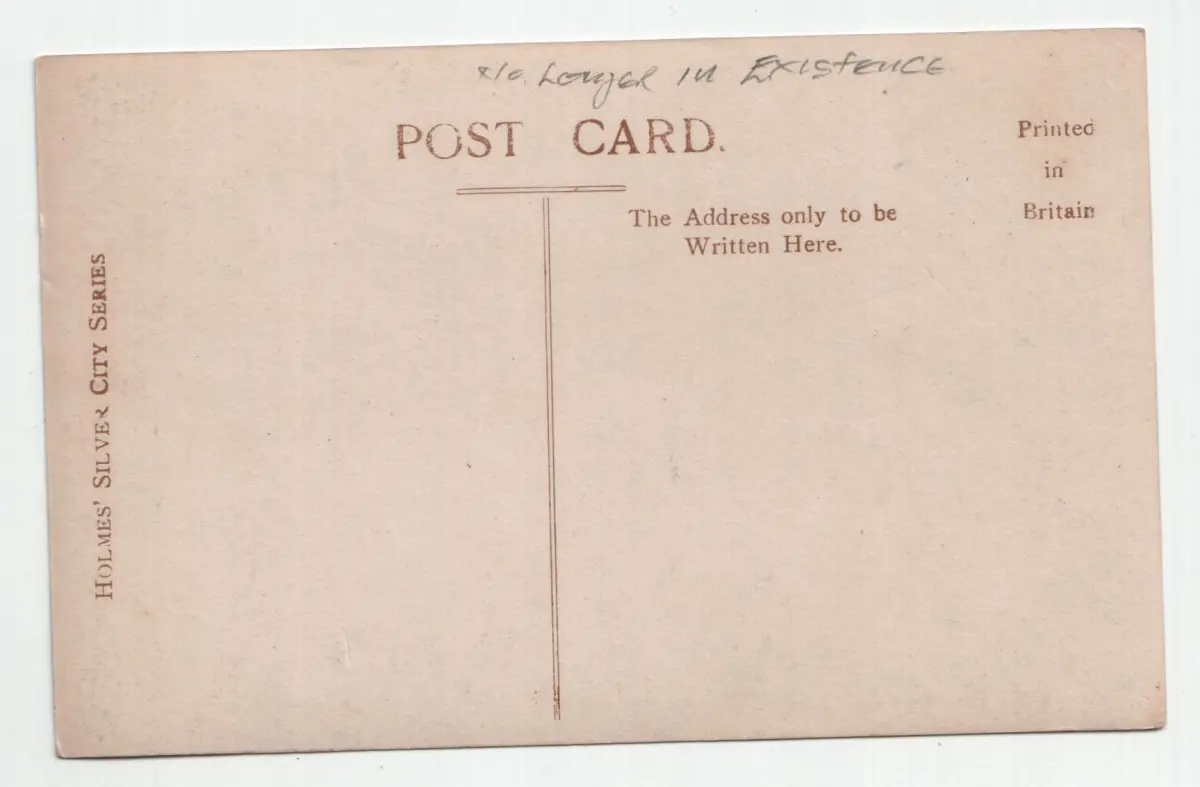 No Longer in Existence
POST CARD.
Printed
in
Britain
The Address only to be
Written Here.
HOLMES' SILVER CITY SERIES